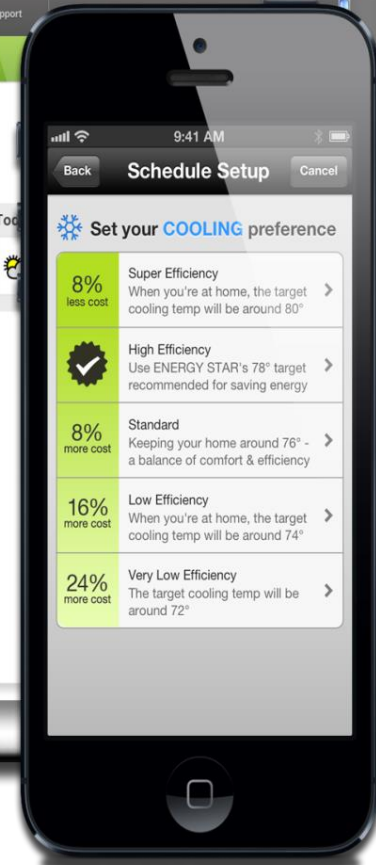 pport
9:41 AM
Back
Schedule Setup
Cancel
Set your COOLING preference
8%
less cost
Super Efficiency
When you're at home, the target
cooling temp will be around 80°
High Efficiency
Use ENERGY STAR's 78° target
recommended for saving energy
8%
more cost
Standard
Keeping your home around 76° -
a balance of comfort & efficiency
16%
more cost
Low Efficiency
When you're at home, the target
cooling temp will be around 74°
24%
more cost
Very Low Efficiency
The target cooling temp will be
around 72°